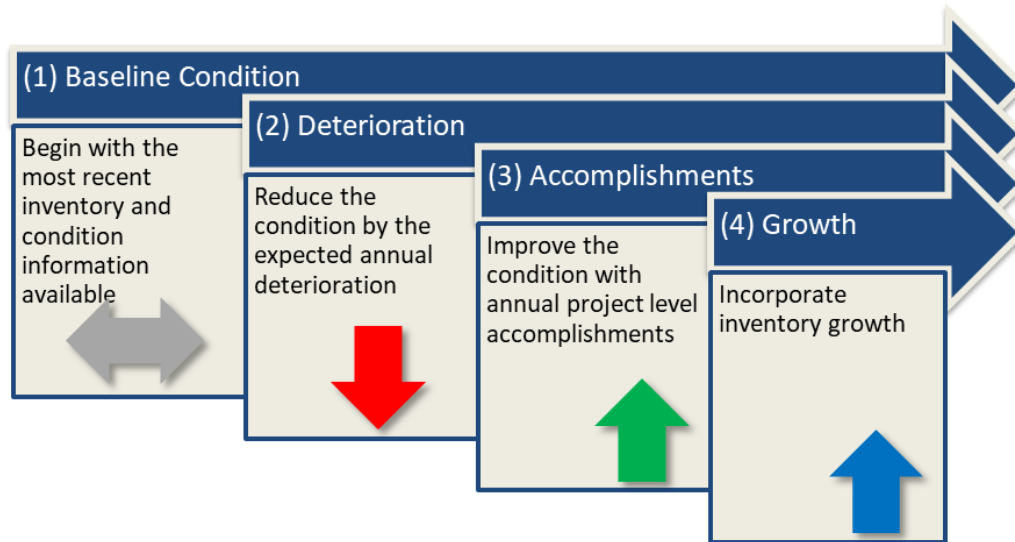 (1) Baseline Condition
Begin with the
most recent
inventory and
condition
information
available
(2) Deterioration
Reduce the
condition by the
expected annual
deterioration
(3) Accomplishments
Improve the
condition with
annual project level
accomplishments
(4) Growth
Incorporate
inventory growth